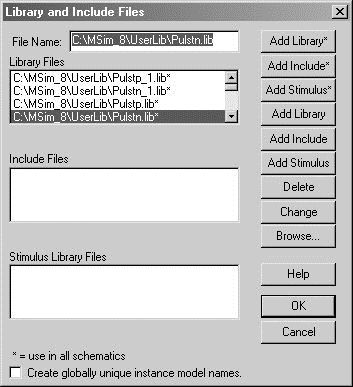 Library and Include Files
File Name: C:\MSim_8\UserLib\Pulstn.lib
Library Files
C:\MSim_8\UserLib\Pulstp_1.lib*
C:\MSim_8\UserLib\Pulstn_1.lib*
C:\MSim_8\UserLib\Pulstp.lib*
C:\MSim_8\UserLib\Pulstn.lib*
Include Files
Stimulus Library Files
* = use in all schematics
Create globally unique instance model names.
Add Library*
Add Include*
Add Stimulus*
Add Library
Add Include
Add Stimulus
Delete
Change
Browse...
Help
OK
Cancel